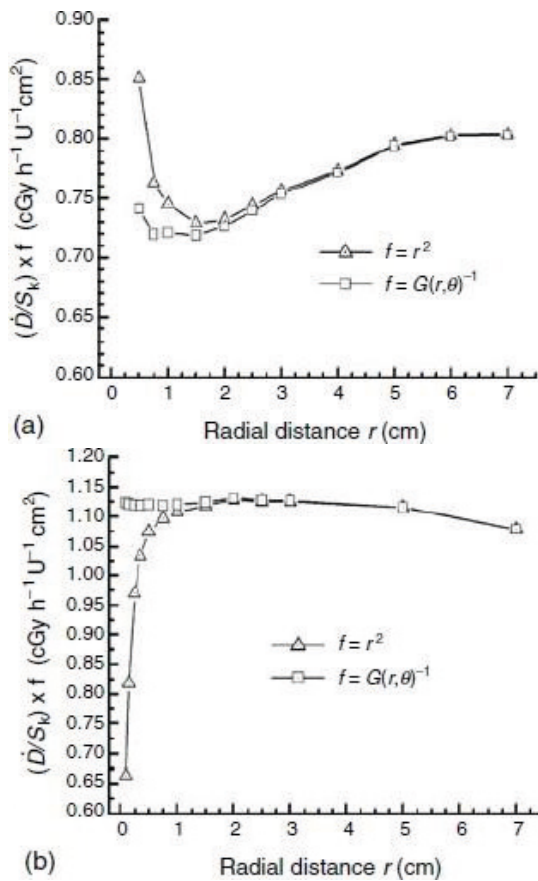 0.90
0.85
0.80
0.75
0.70
0.65
0.60
(Ḋ/Sₖ) x f (cGy h⁻¹ U⁻¹cm²)
f = r²
f = G(r,θ)⁻¹
0 1 2 3 4 5 6 7
(a) Radial distance r (cm)
1.20
1.15
1.10
1.05
1.00
0.95
0.90
0.85
0.80
0.75
0.70
0.65
0.60
(Ḋ/Sₖ) x f (cGy h⁻¹ U⁻¹ cm²)
f = r²
f = G(r,θ)⁻¹
0 1 2 3 4 5 6 7
(b) Radial distance r (cm)